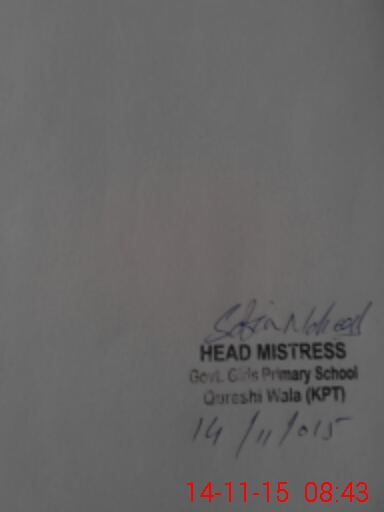 HEAD MISTRESS
Govt. Girls Primary School
Qureshi Wala (KPT)
14/11/2015
14-11-15 08:43